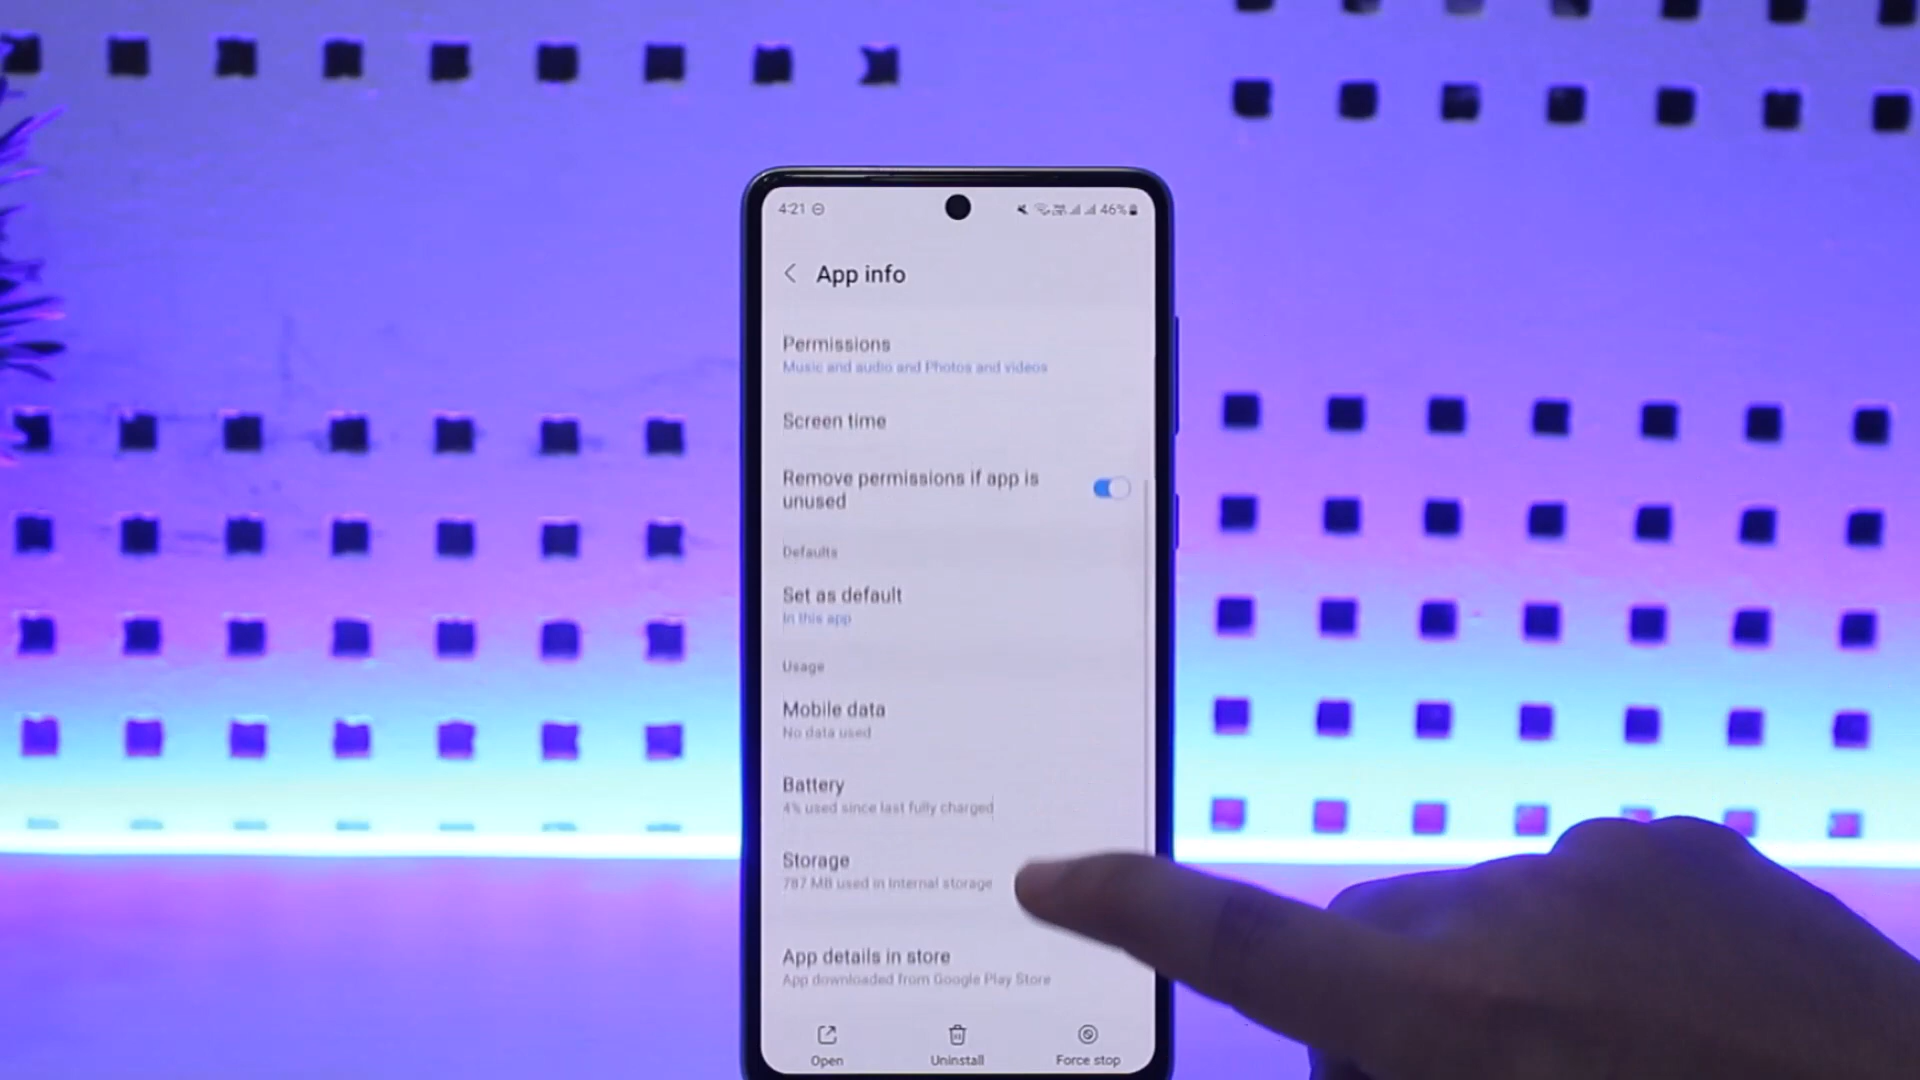 4:21
46%
App info
Permissions
Music and audio and Photos and videos
Screen time
Remove permissions if app is
unused
Defaults
Set as default
In this app
Usage
Mobile data
No data used
Battery
4% used since last fully charged
Storage
787 MB used in Internal storage
App details in store
App downloaded from Google Play Store
Open
Uninstall
Force stop